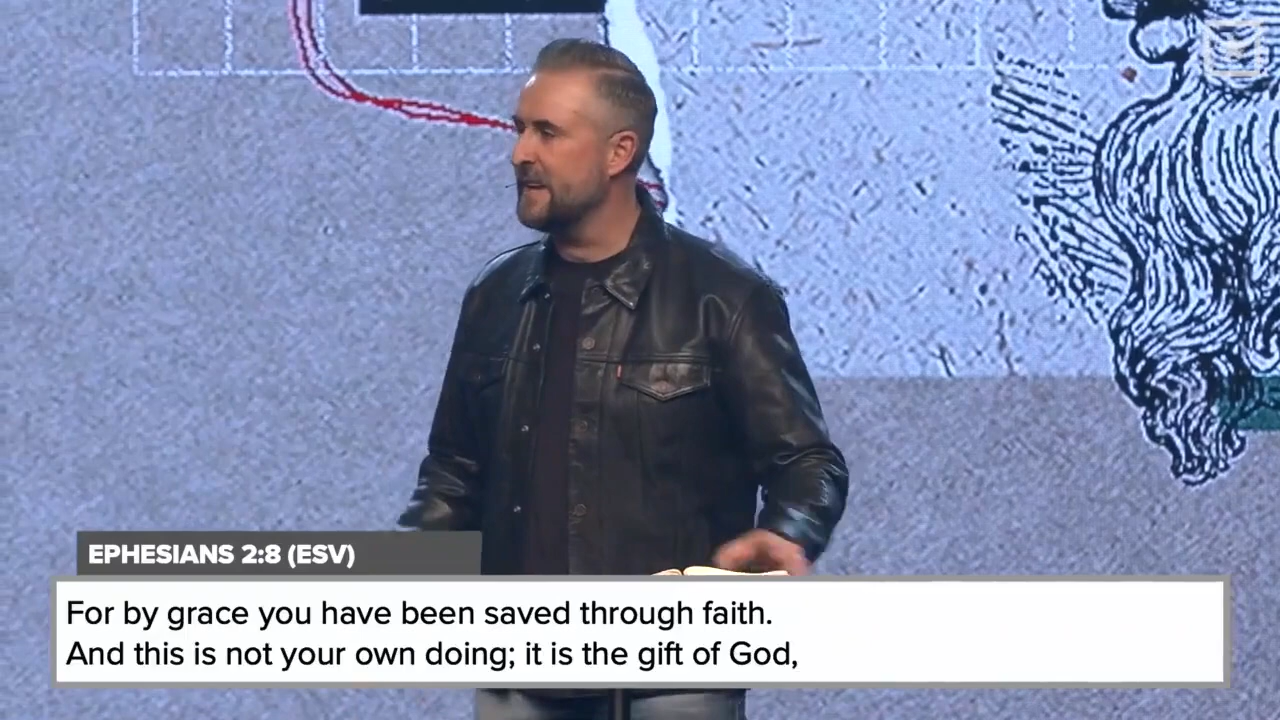 EPHESIANS 2:8 (ESV)
For by grace you have been saved through faith.
And this is not your own doing; it is the gift of God,